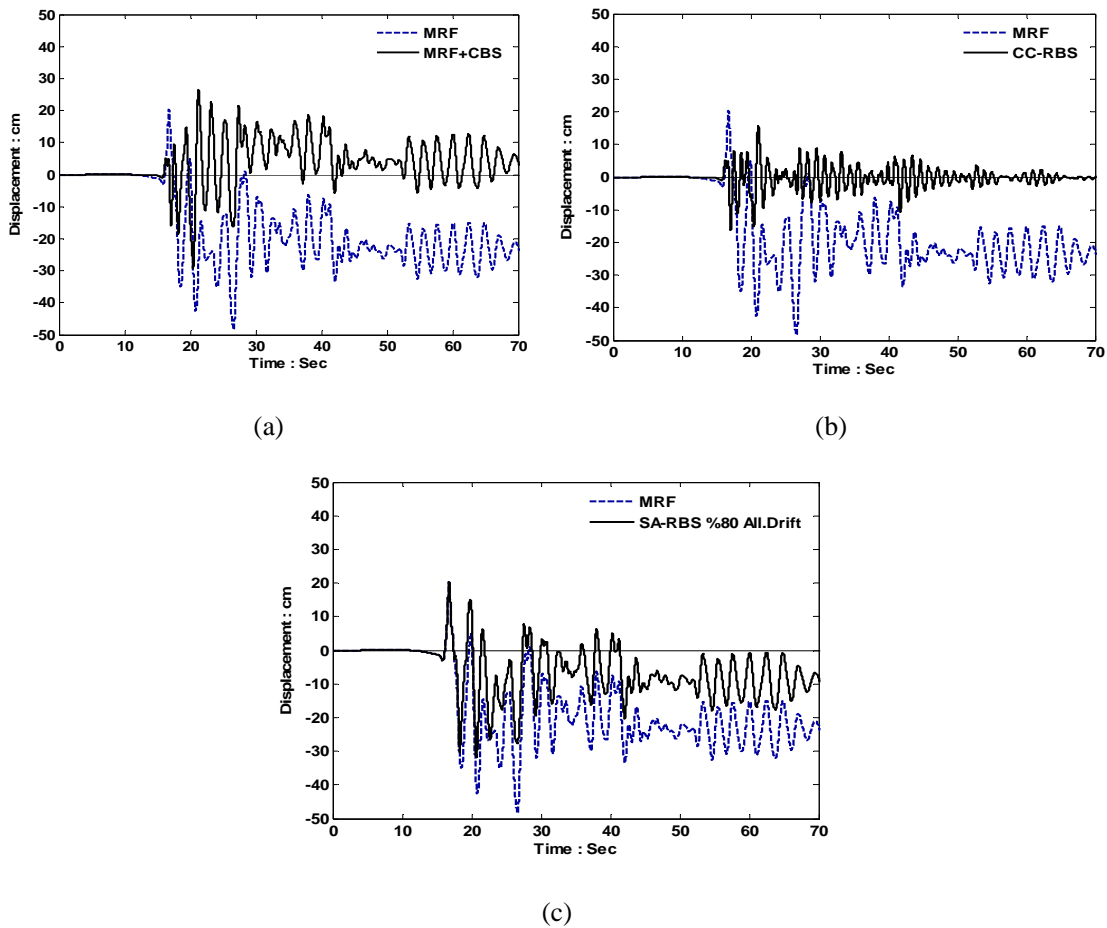 50
40
30
20
10
0
-10
-20
-30
-40
-50
Displacement : cm
MRF
MRF+CBS
0 10 20 30 40 50 60 70
Time : Sec
(a)
50
40
30
20
10
0
-10
-20
-30
-40
-50
Displacement : cm
MRF
CC-RBS
0 10 20 30 40 50 60 70
Time : Sec
(b)
50
40
30
20
10
0
-10
-20
-30
-40
-50
Displacement : cm
MRF
SA-RBS %80 All.Drift
0 10 20 30 40 50 60 70
Time : Sec
(c)